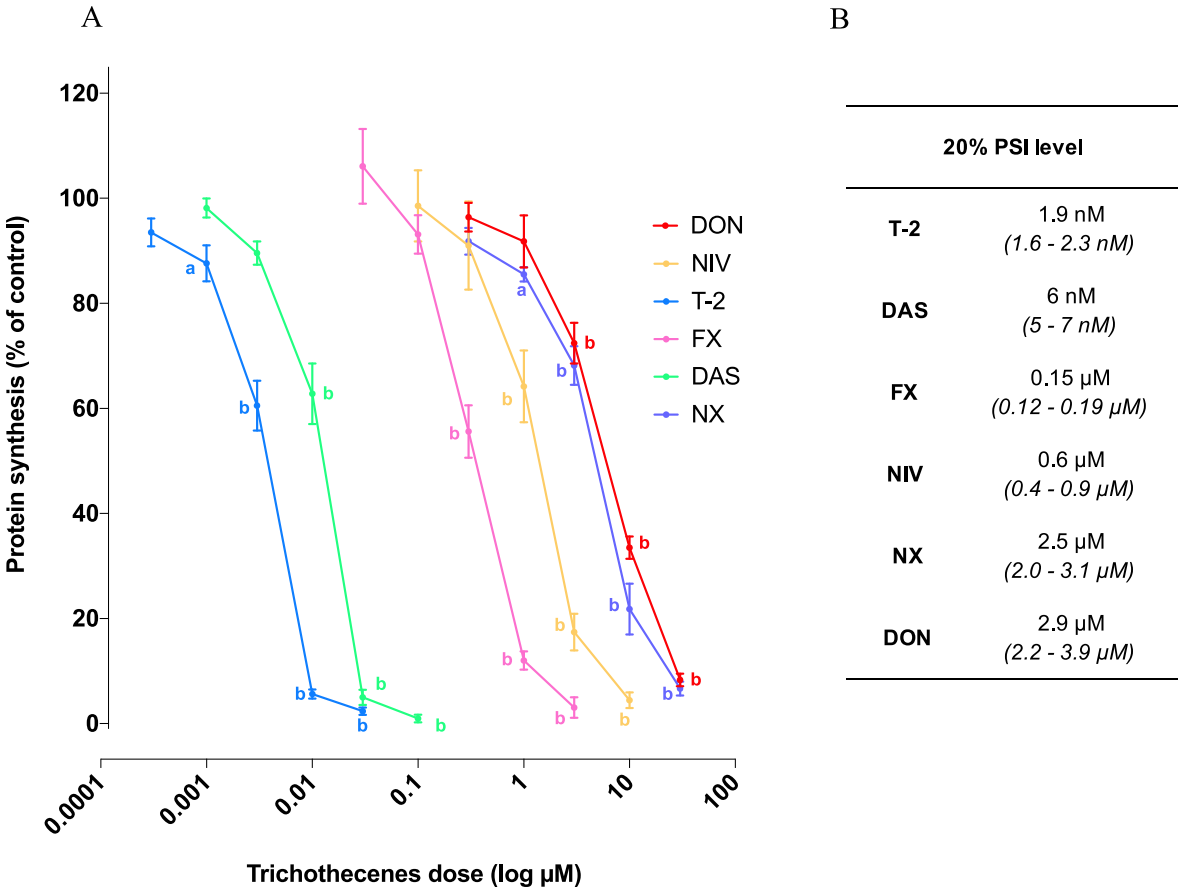 A
B
Protein synthesis (% of control)
120
100
80
60
40
20
0
a
b
b
b
b
b
b
b
b
b
b
b
b
b
a
b
b
b
b
b
b
DON
NIV
T-2
FX
DAS
NX
0.0001
0.001
0.01
0.1
1
10
100
Trichothecenes dose (log µM)
20% PSI level
T-2
1.9 nM
(1.6 - 2.3 nM)
DAS
6 nM
(5 - 7 nM)
FX
0.15 µM
(0.12 - 0.19 µM)
NIV
0.6 µM
(0.4 - 0.9 µM)
NX
2.5 µM
(2.0 - 3.1 µM)
DON
2.9 µM
(2.2 - 3.9 µM)